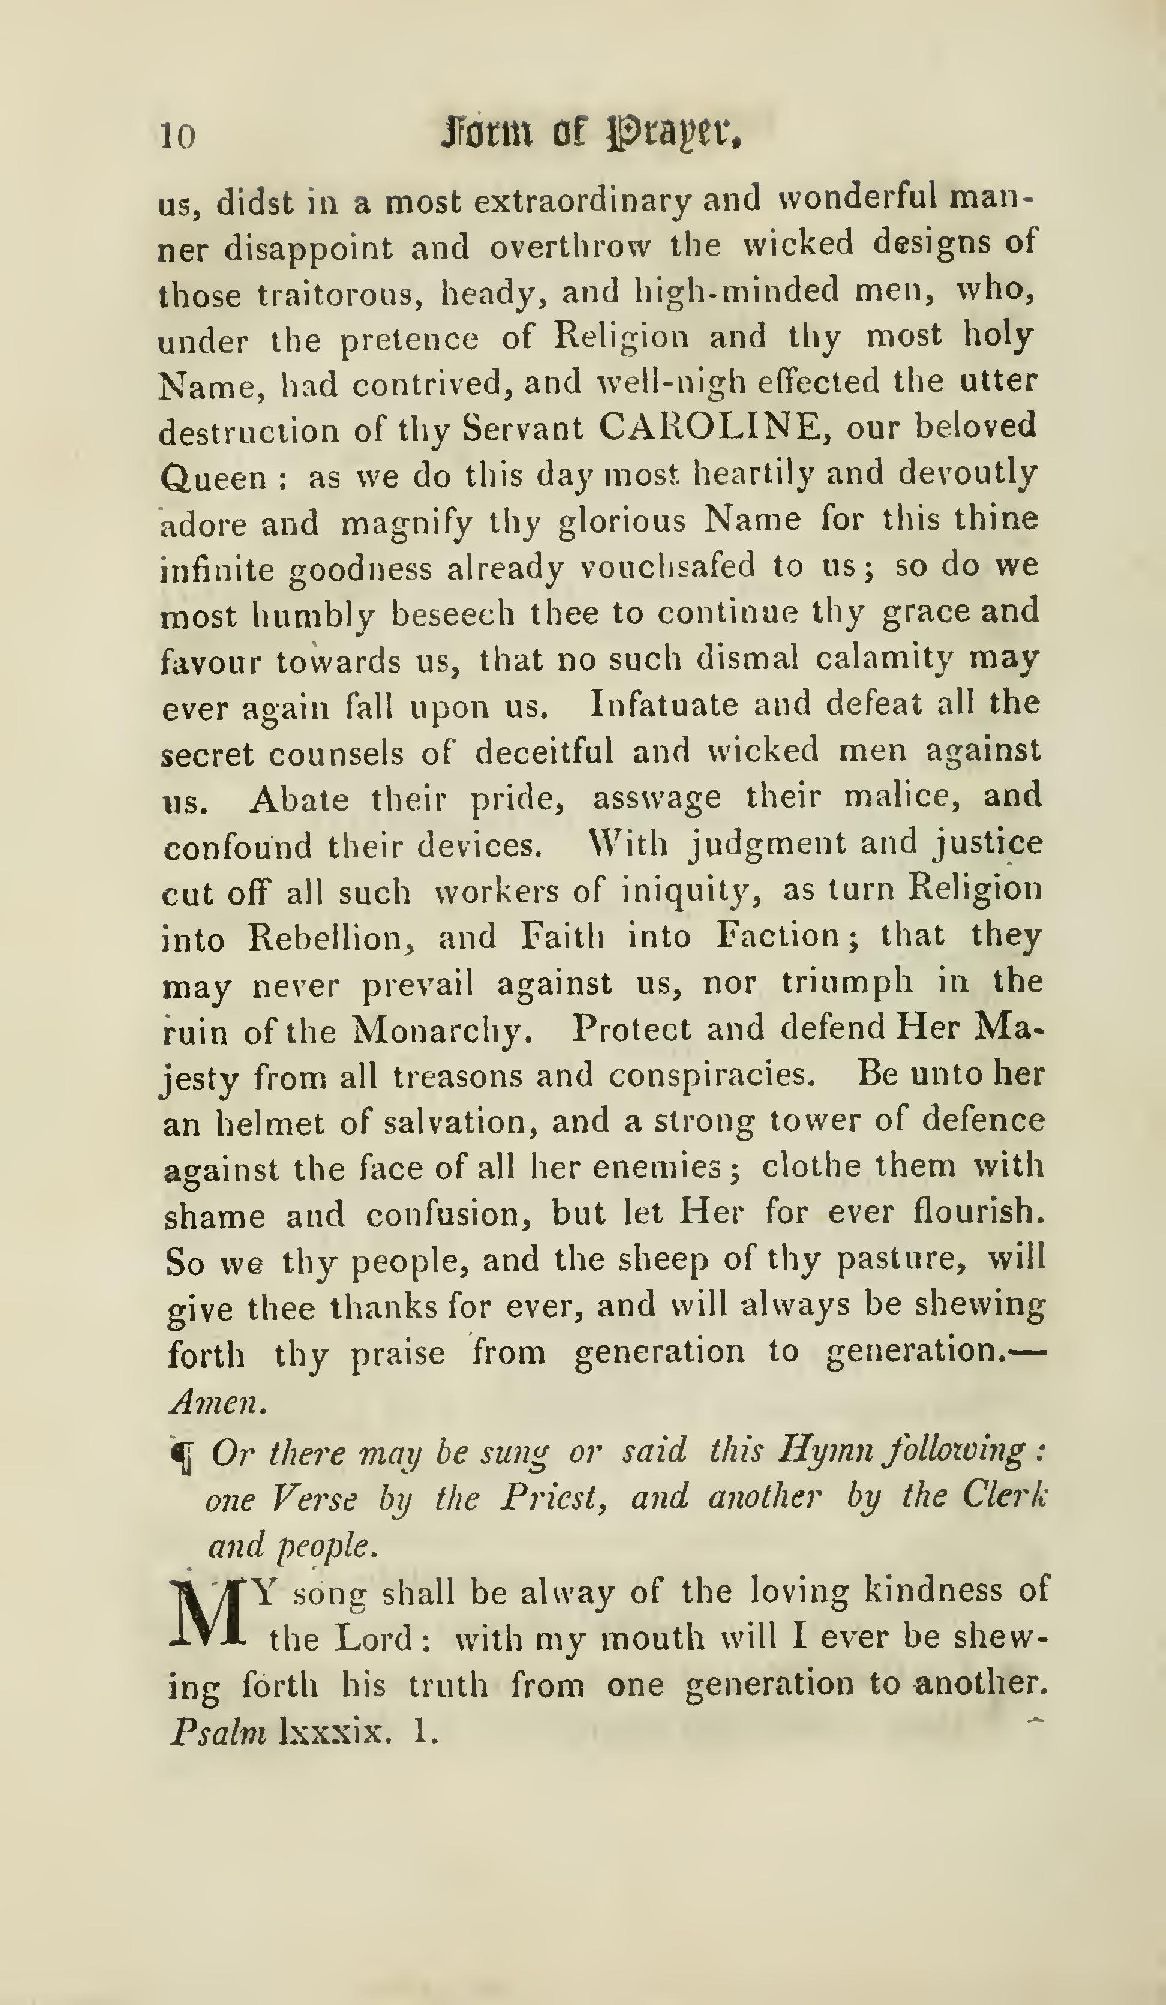 10 Form of Prayer.
us, didst in a most extraordinary and wonderful man-
ner disappoint and overthrow the wicked designs of
those traitorous, heady, and high-minded men, who,
under the pretence of Religion and thy most holy
Name, had contrived, and well-nigh effected the utter
destruction of thy Servant CAROLINE, our beloved
Queen : as we do this day most heartily and devoutly
adore and magnify thy glorious Name for this thine
infinite goodness already vouchsafed to us; so do we
most humbly beseech thee to continue thy grace and
favour towards us, that no such dismal calamity may
ever again fall upon us. Infatuate and defeat all the
secret counsels of deceitful and wicked men against
us. Abate their pride, asswage their malice, and
confound their devices. With judgment and justice
cut off all such workers of iniquity, as turn Religion
into Rebellion, and Faith into Faction; that they
may never prevail against us, nor triumph in the
ruin of the Monarchy. Protect and defend Her Ma-
jesty from all treasons and conspiracies. Be unto her
an helmet of salvation, and a strong tower of defence
against the face of all her enemies; clothe them with
shame and confusion, but let Her for ever flourish.
So we thy people, and the sheep of thy pasture, will
give thee thanks for ever, and will always be shewing
forth thy praise from generation to generation.—
Amen.
¶ Or there may be sung or said this Hymn following :
one Verse by the Priest, and another by the Clerk
and people.
MY song shall be alway of the loving kindness of
the Lord : with my mouth will I ever be shew-
ing forth his truth from one generation to another.
Psalm lxxxix. 1.